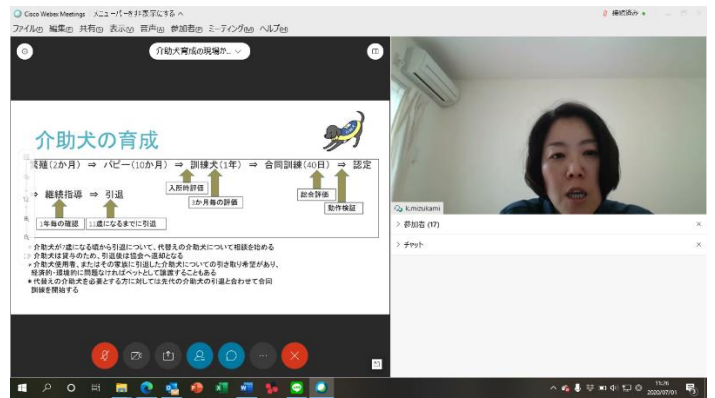 Cisco Webex Meetings メニューバーを非表示にする ヘ
接続済み
ファイル(F) 編集(E) 共有(S) 表示(V) 音声(A) 参加者(P) ミーティング(M) ヘルプ(H)
介助犬育成の現場か...
介助犬の育成
繁殖(2か月) ⇒ パピー(10か月) ⇒ 訓練犬(1年) ⇒ 合同訓練(40日) ⇒ 認定
入所時評価
3か月毎の評価
総合評価
動作検証
⇒ 継続指導 ⇒ 引退
1年毎の確認
11歳になるまでに引退
介助犬が7歳になる頃から引退について、代替えの介助犬について相談を始める
介助犬は貸与のため、引退後は協会へ返却となる
介助犬使用者、またはその家族に引退した介助犬についての引き取り希望があり、
経済的・環境的に問題なければペットとして譲渡することもある
*代替えの介助犬を必要とする方に対しては先代の介助犬の引退と合わせて合同
訓練を開始する
k.mizukami
参加者 (17)
チャット
11:26
2020/07/01